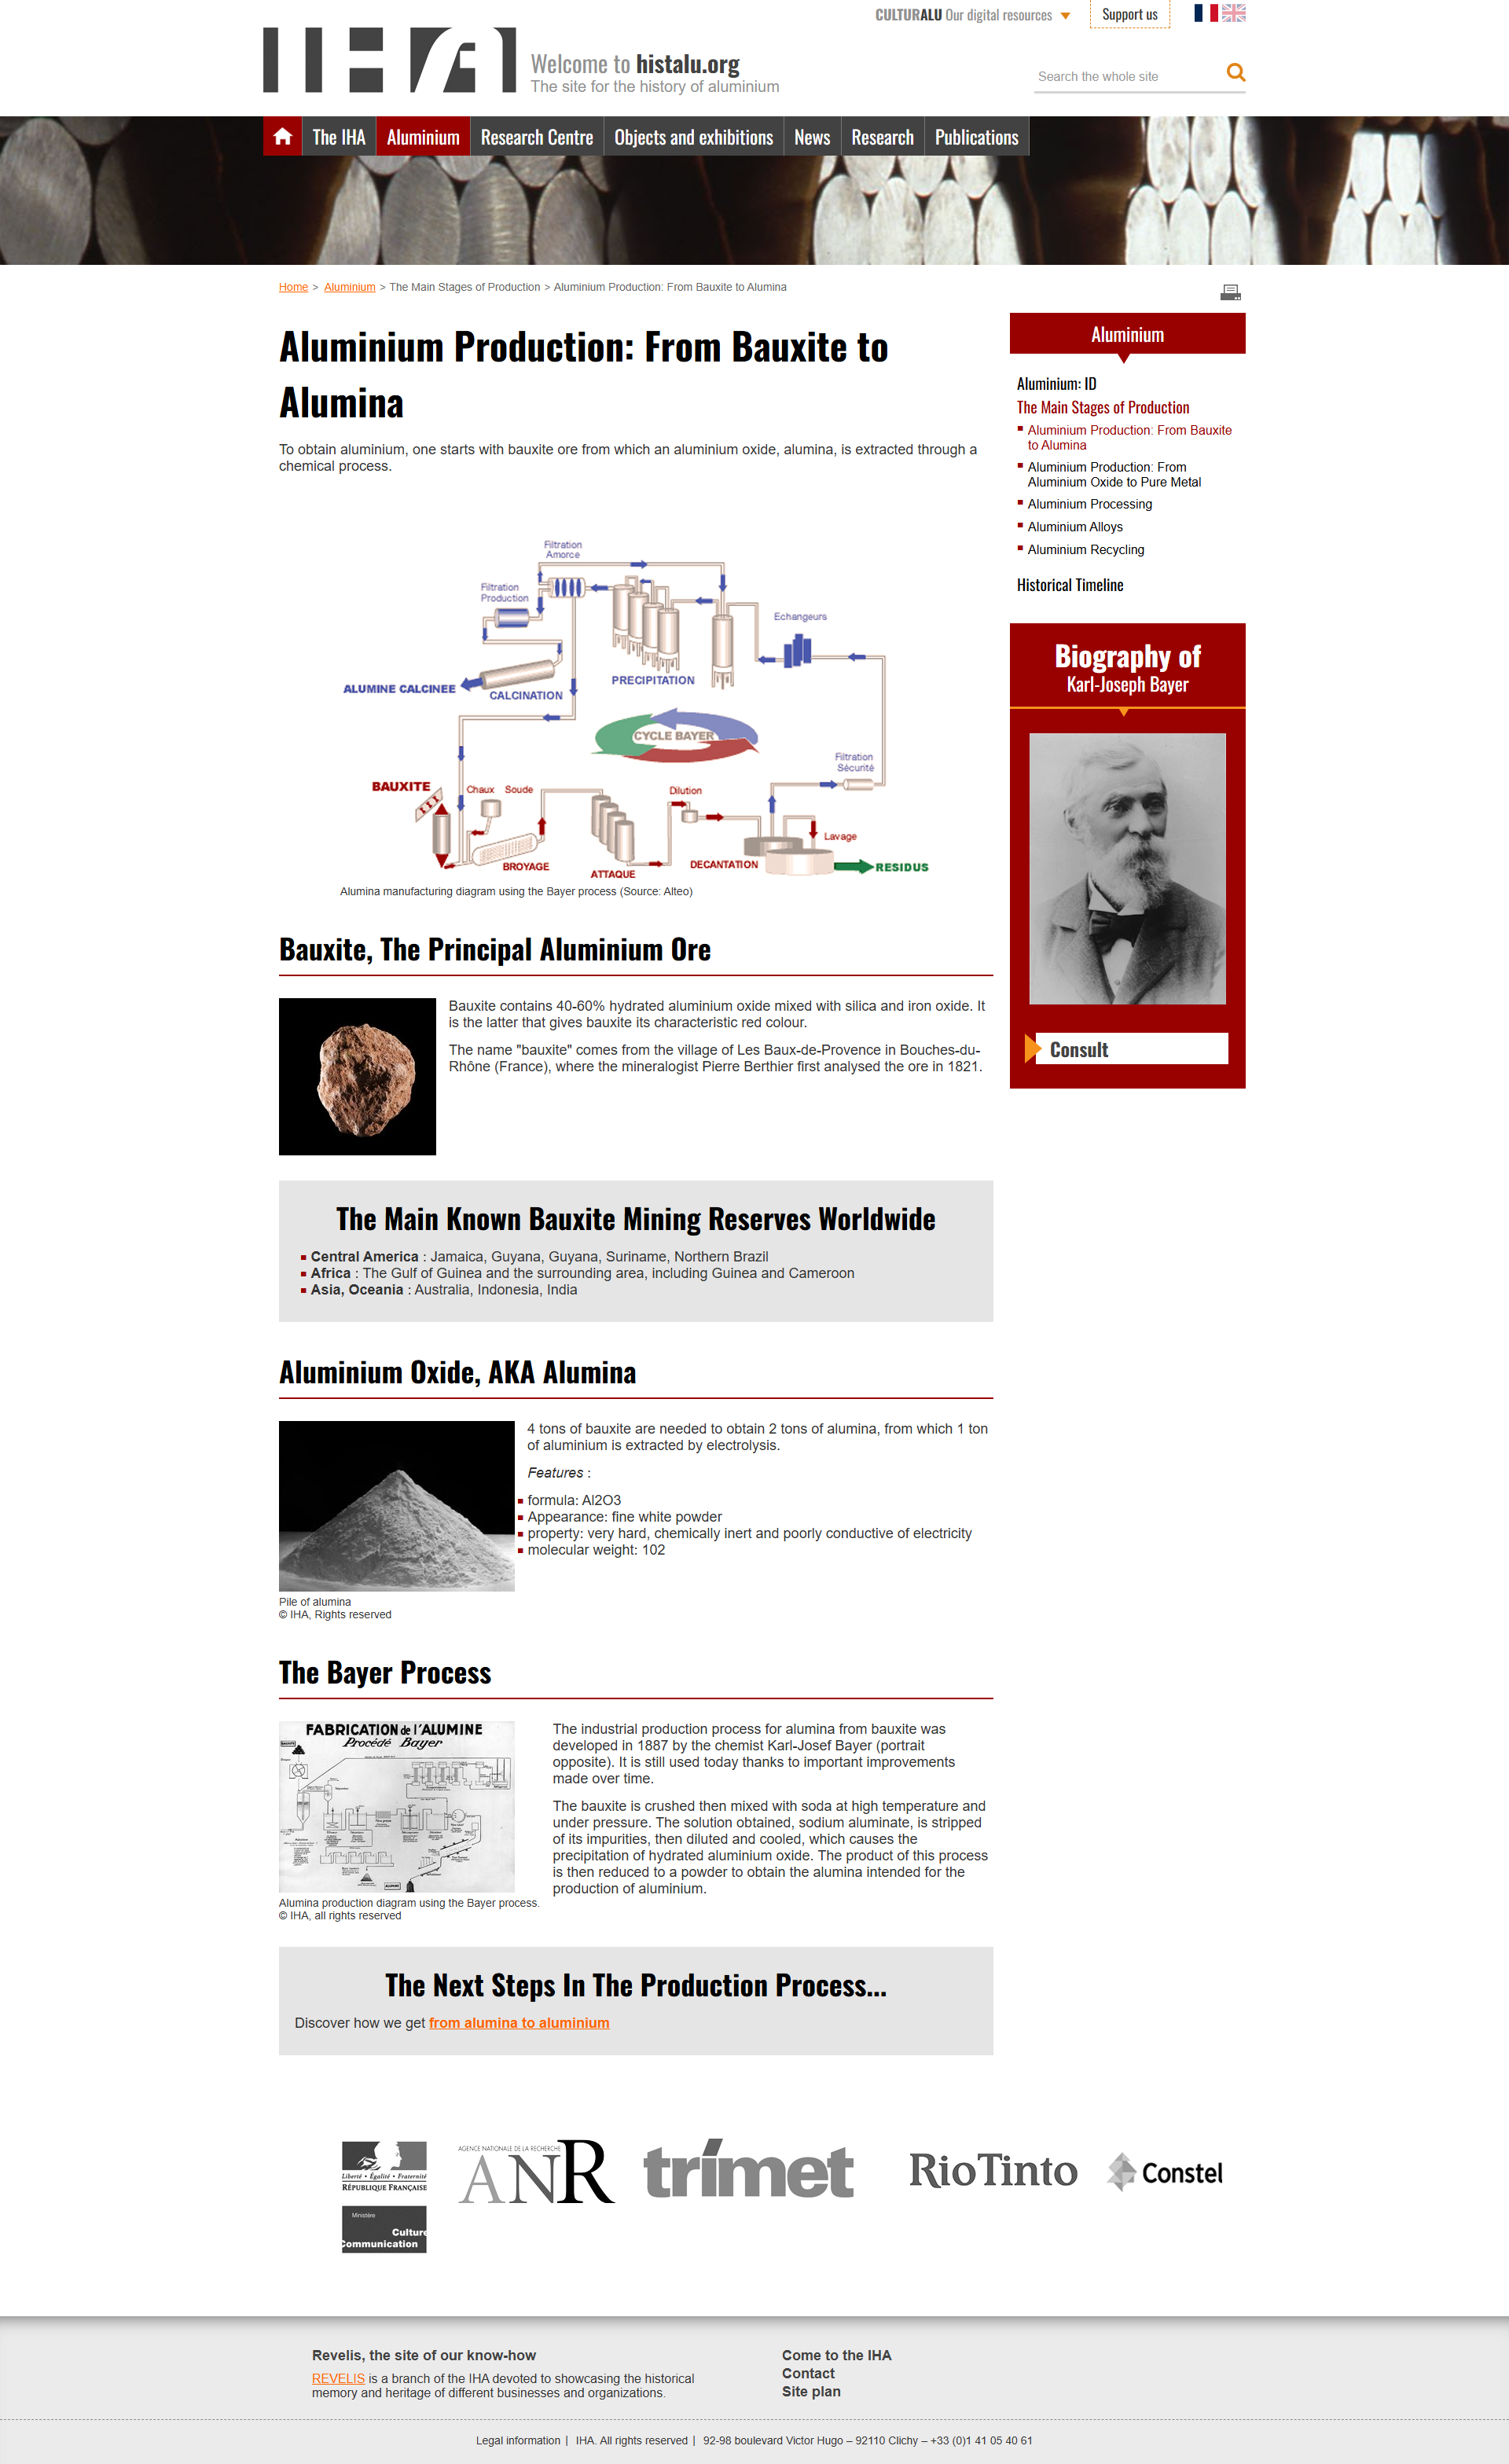 CULTURALU Our digital resources
Support us
IHA
Welcome to histalu.org
The site for the history of aluminium
Search the whole site
The IHA
Aluminium
Research Centre
Objects and exhibitions
News
Research
Publications
Home > Aluminium > The Main Stages of Production > Aluminium Production: From Bauxite to Alumina
Aluminium Production: From Bauxite to
Alumina
To obtain aluminium, one starts with bauxite ore from which an aluminium oxide, alumina, is extracted through a
chemical process.
Filtration
Amorce
Filtration
Production
Echangeurs
PRECIPITATION
ALUMINE CALCINEE
CALCINATION
CYCLE BAYER
Filtration
Sécurité
BAUXITE
Chaux
Soude
Dilution
Lavage
BROYAGE
ATTAQUE
DECANTATION
RESIDUS
Alumina manufacturing diagram using the Bayer process (Source: Alteo)
Bauxite, The Principal Aluminium Ore
Bauxite contains 40-60% hydrated aluminium oxide mixed with silica and iron oxide. It
is the latter that gives bauxite its characteristic red colour.
The name "bauxite" comes from the village of Les Baux-de-Provence in Bouches-du-
Rhône (France), where the mineralogist Pierre Berthier first analysed the ore in 1821.
The Main Known Bauxite Mining Reserves Worldwide
Central America : Jamaica, Guyana, Guyana, Suriname, Northern Brazil
Africa : The Gulf of Guinea and the surrounding area, including Guinea and Cameroon
Asia, Oceania : Australia, Indonesia, India
Aluminium Oxide, AKA Alumina
4 tons of bauxite are needed to obtain 2 tons of alumina, from which 1 ton
of aluminium is extracted by electrolysis.
Features :
formula: Al2O3
Appearance: fine white powder
property: very hard, chemically inert and poorly conductive of electricity
molecular weight: 102
Pile of alumina
© IHA, Rights reserved
The Bayer Process
FABRICATION de l'ALUMINE
Procédé Bayer
Alumina production diagram using the Bayer process.
© IHA, all rights reserved
The industrial production process for alumina from bauxite was
developed in 1887 by the chemist Karl-Josef Bayer (portrait
opposite). It is still used today thanks to important improvements
made over time.
The bauxite is crushed then mixed with soda at high temperature and
under pressure. The solution obtained, sodium aluminate, is stripped
of its impurities, then diluted and cooled, which causes the
precipitation of hydrated aluminium oxide. The product of this process
is then reduced to a powder to obtain the alumina intended for the
production of aluminium.
The Next Steps In The Production Process...
Discover how we get from alumina to aluminium
Aluminium
Aluminium: ID
The Main Stages of Production
Aluminium Production: From Bauxite
to Alumina
Aluminium Production: From
Aluminium Oxide to Pure Metal
Aluminium Processing
Aluminium Alloys
Aluminium Recycling
Historical Timeline
Biography of
Karl-Joseph Bayer
Consult
Liberté • Égalité • Fraternité
RÉPUBLIQUE FRANÇAISE
Ministère
Culture
Communication
AGENCE NATIONALE DE LA RECHERCHE
ANR
trimet
RioTinto
Constel
Revelis, the site of our know-how
REVELIS is a branch of the IHA devoted to showcasing the historical
memory and heritage of different businesses and organizations.
Come to the IHA
Contact
Site plan
Legal information | IHA. All rights reserved | 92-98 boulevard Victor Hugo – 92110 Clichy – +33 (0)1 41 05 40 61